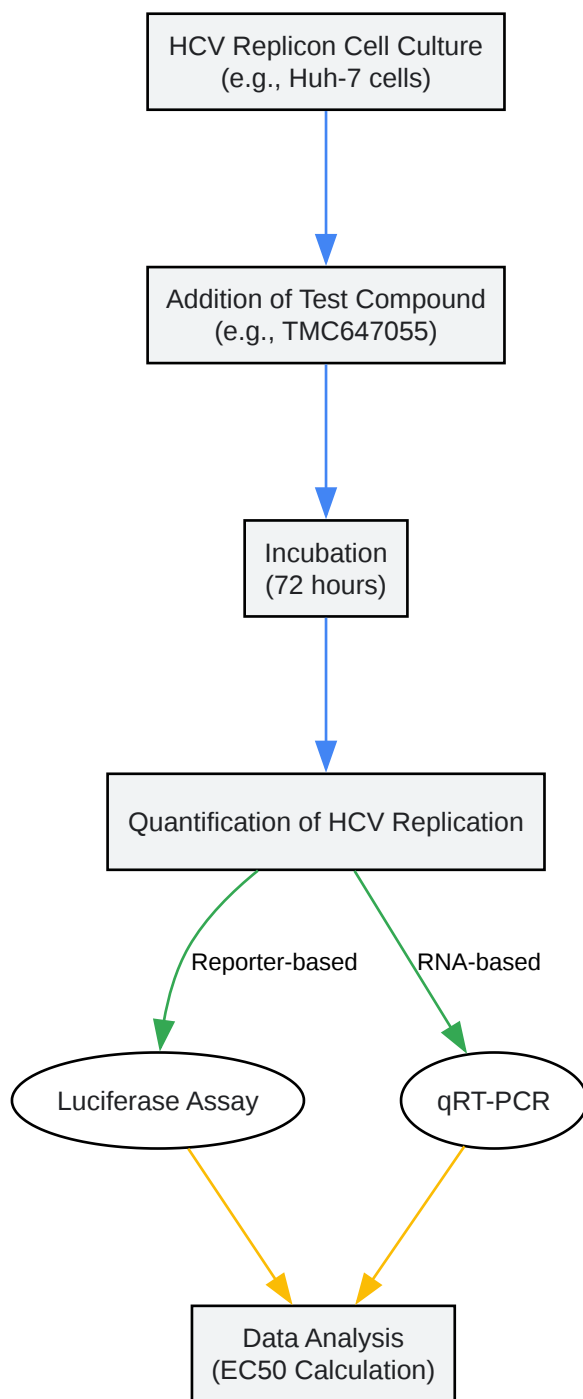 HCV Replicon Cell Culture
(e.g., Huh-7 cells)
Addition of Test Compound
(e.g., TMC647055)
Incubation
(72 hours)
Quantification of HCV Replication
Reporter-based
RNA-based
Luciferase Assay
qRT-PCR
Data Analysis
(EC50 Calculation)